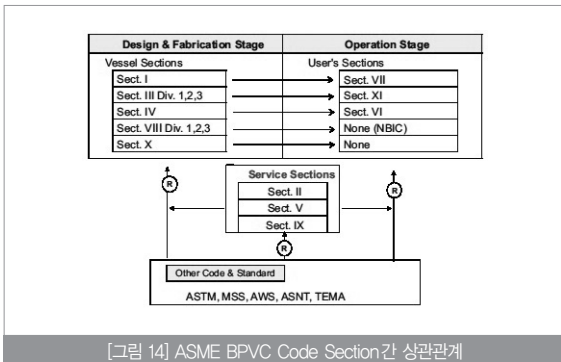 Design & Fabrication Stage Operation Stage
Vessel Sections User's Sections
Sect. I Sect. VII
Sect. III Div. 1,2,3 Sect. XI
Sect. IV Sect. VI
Sect. VIII Div. 1,2,3 None (NBIC)
Sect. X None
Service Sections
R R
Sect. II
Sect. V
Sect. IX
R
Other Code & Standard
ASTM, MSS, AWS, ASNT, TEMA
[그림 14] ASME BPVC Code Section간 상관관계